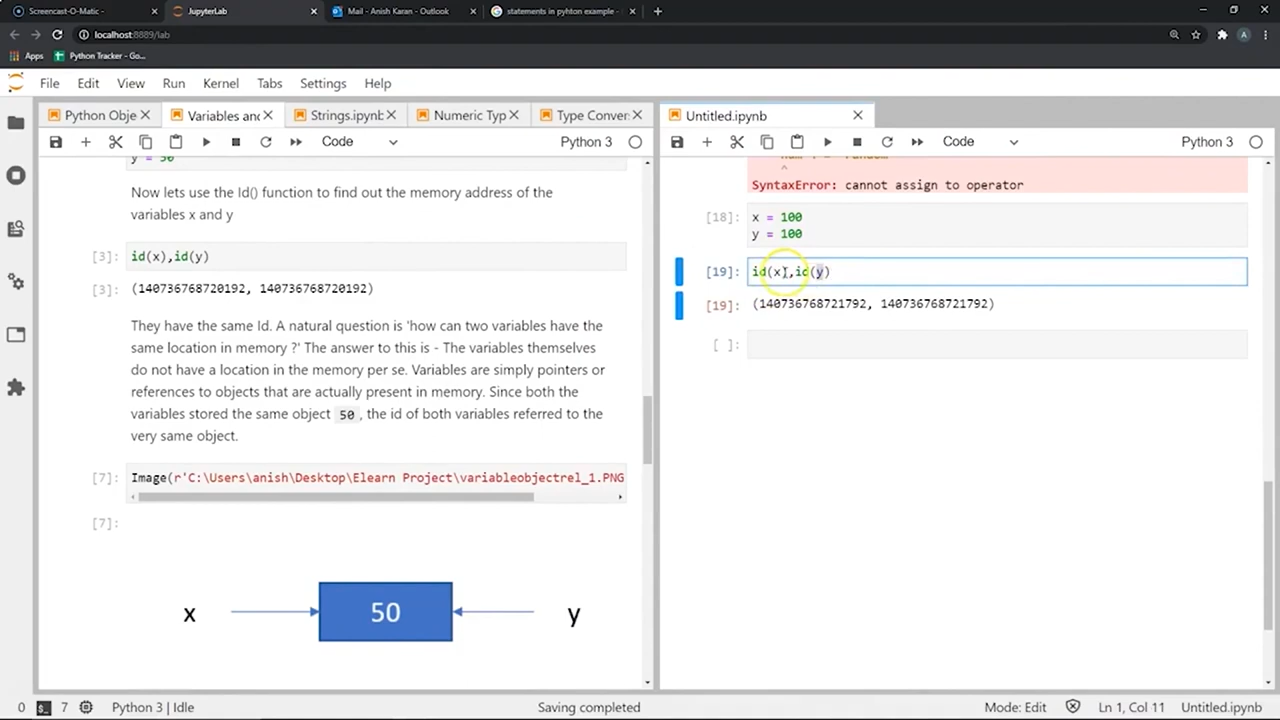 Screencast-O-Matic -
JupyterLab
Mail - Anish Karan - Outlook
statements in pyhton example -
localhost:8889/lab
Apps
Python Tracker - Go...
File Edit View Run Kernel Tabs Settings Help
Python Obje
Variables anc
Strings.ipynb
Numeric Typ
Type Conver
Untitled.ipynb
Code
Python 3
Code
Python 3
y = 50
Now lets use the Id() function to find out the memory address of the
variables x and y
[3]: id(x),id(y)
[3]: (140736768720192, 140736768720192)
They have the same Id. A natural question is 'how can two variables have the
same location in memory ?' The answer to this is - The variables themselves
do not have a location in the memory per se. Variables are simply pointers or
references to objects that are actually present in memory. Since both the
variables stored the same object 50 , the id of both variables referred to the
very same object.
[7]: Image(r'C:\Users\anish\Desktop\Elearn Project\variableobjectrel_1.PNG
[7]:
x 50 y
^
SyntaxError: cannot assign to operator
[18]: x = 100
y = 100
[19]: id(x),id(y)
[19]: (140736768721792, 140736768721792)
[ ]:
0 7 Python 3 | Idle Saving completed Mode: Edit Ln 1, Col 11 Untitled.ipynb